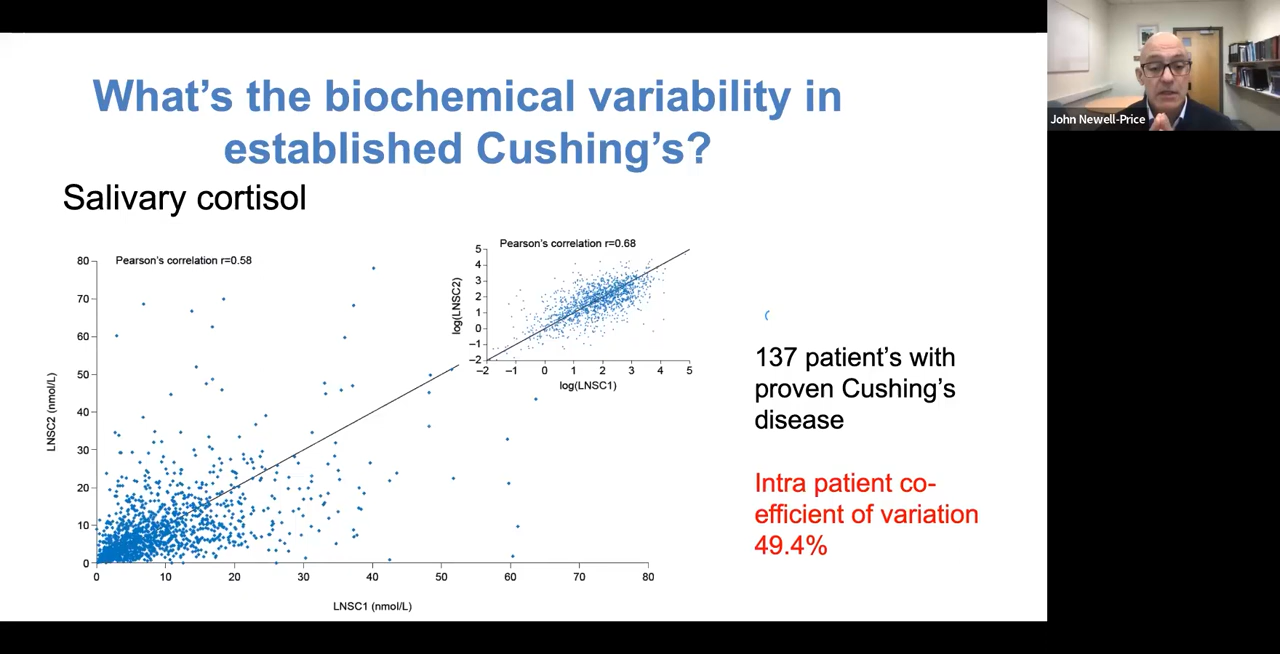 What's the biochemical variability in
established Cushing's?
Salivary cortisol
Pearson's correlation r=0.58
80
70
60
50
40
30
20
10
0
LNSC2 (nmol/L)
0 10 20 30 40 50 60 70 80
LNSC1 (nmol/L)
Pearson's correlation r=0.68
5
4
3
2
1
0
−1
−2
log(LNSC2)
−2 −1 0 1 2 3 4 5
log(LNSC1)
137 patient's with
proven Cushing's
disease
Intra patient co-
efficient of variation
49.4%
John Newell-Price